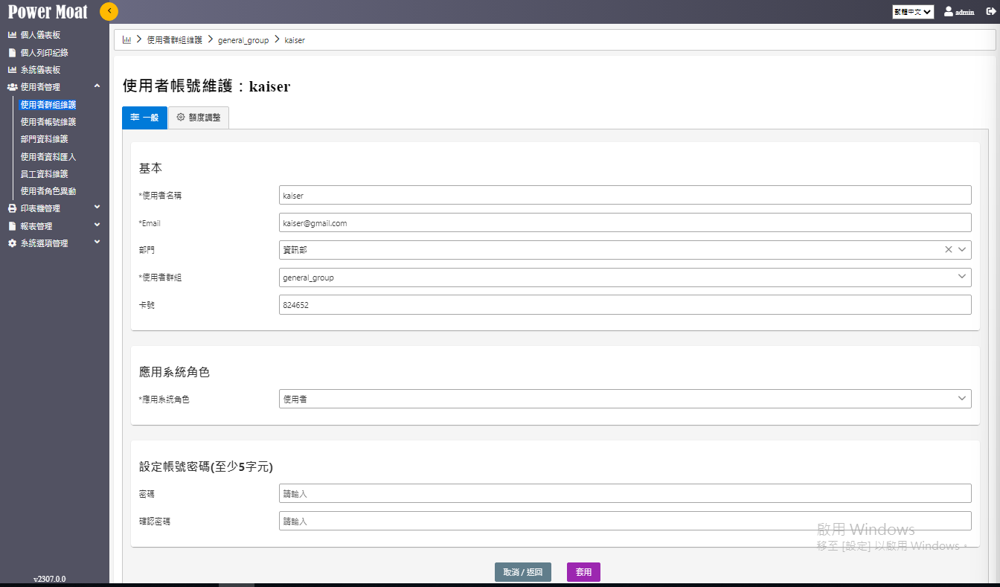 Power Moat
繁體中文
admin
個人儀表板
個人列印紀錄
系統儀表板
使用者管理
使用者群組維護
使用者帳號維護
部門資料維護
使用者資料匯入
員工資料維護
使用者角色異動
印表機管理
報表管理
系統選項管理
v2307.0.0
使用者群組維護 general_group kaiser
使用者帳號維護：kaiser
一般 額度調整
基本
*使用者名稱 kaiser
*Email kaiser@gmail.com
部門 資訊部
*使用者群組 general_group
卡號 824652
應用系統角色
*應用系統角色 使用者
設定帳號密碼(至少5字元)
密碼 請輸入
確認密碼 請輸入
啟用 Windows
移至 [設定] 以啟用 Windows。
取消 / 返回 套用